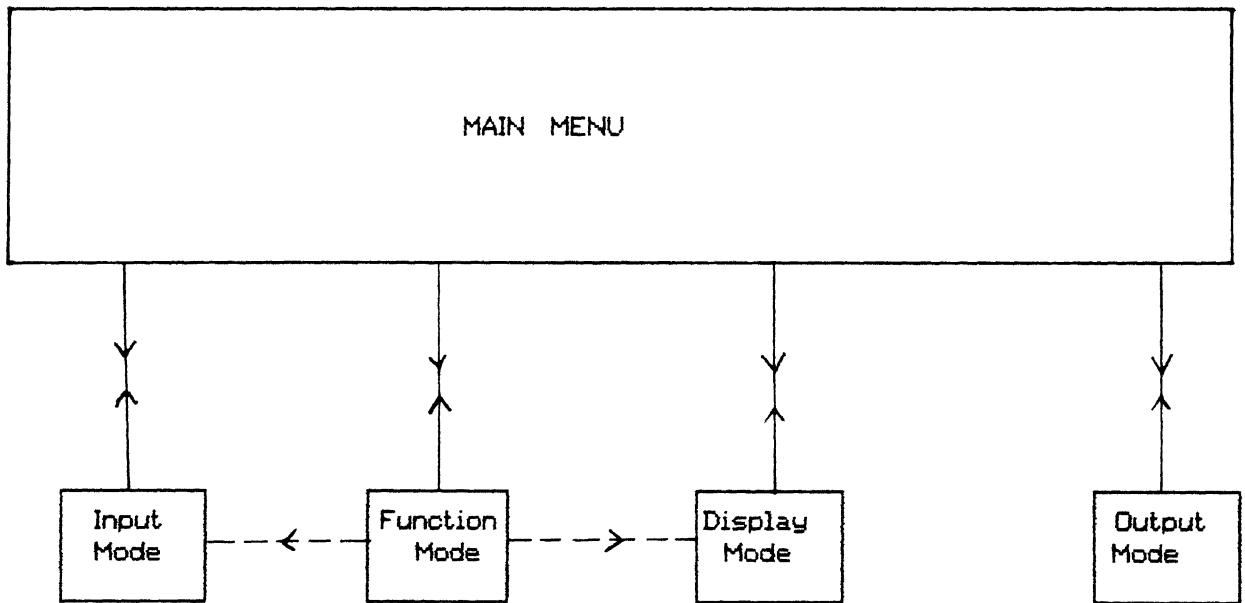 MAIN MENU
Input
Mode
Function
Mode
Display
Mode
Output
Mode